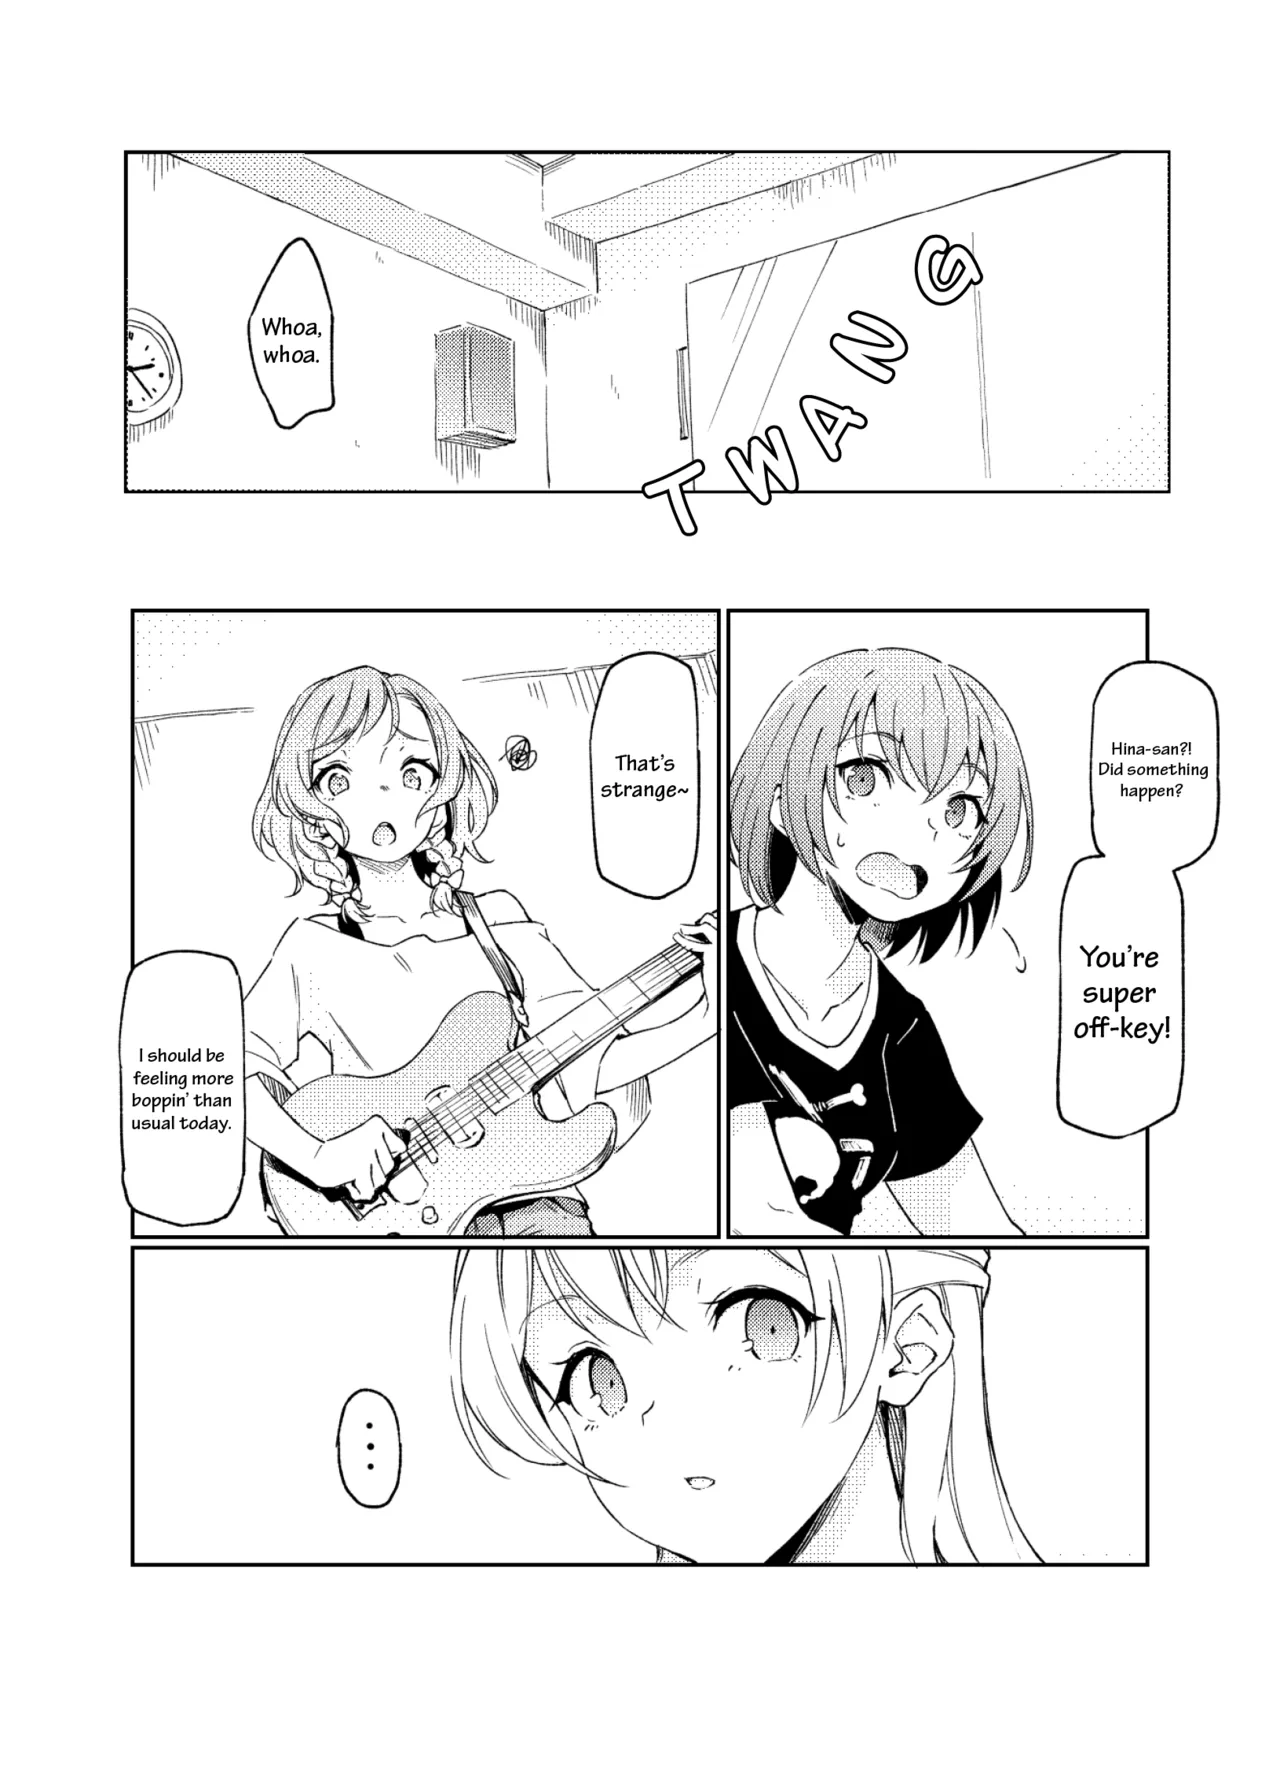 TWANG
Whoa,
whoa.
Hina-san?!
Did something
happen?
You're
super
off-key!
That's
strange~
I should be
feeling more
boppin' than
usual today.
...